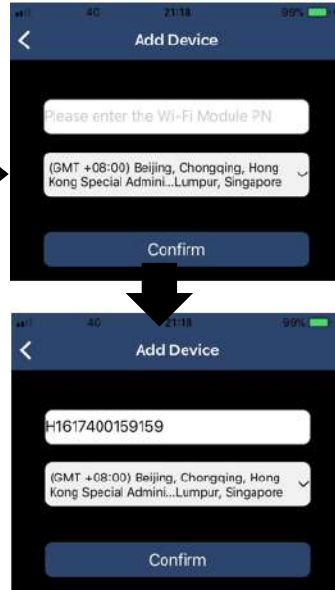 4G 21:18 99%
Add Device
Please enter the Wi-Fi Module PN
(GMT +08:00) Beijing, Chongqing, Hong
Kong Special Admini...Lumpur, Singapore
Confirm
4G 21:18 99%
Add Device
H1617400159159
(GMT +08:00) Beijing, Chongqing, Hong
Kong Special Admini...Lumpur, Singapore
Confirm